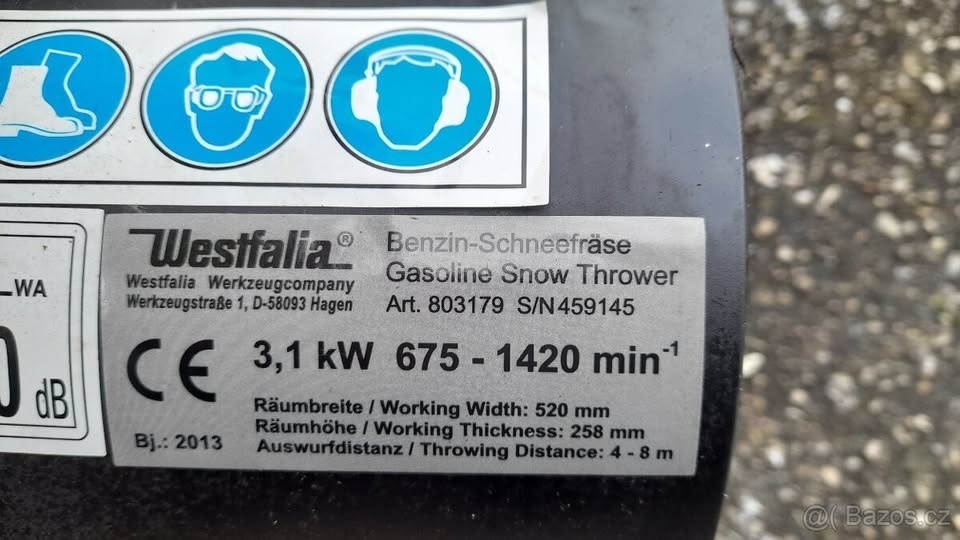 WA
dB
Westfalia®
Westfalia Werkzeugcompany
Werkzeugstraße 1, D-58093 Hagen
Benzin-Schneefräse
Gasoline Snow Thrower
Art. 803179 S/N459145
CE
3,1 kW 675 - 1420 min⁻¹
Bj.: 2013
Räumbreite / Working Width: 520 mm
Räumhöhe / Working Thickness: 258 mm
Auswurfdistanz / Throwing Distance: 4 - 8 m
@( Bazos.cz